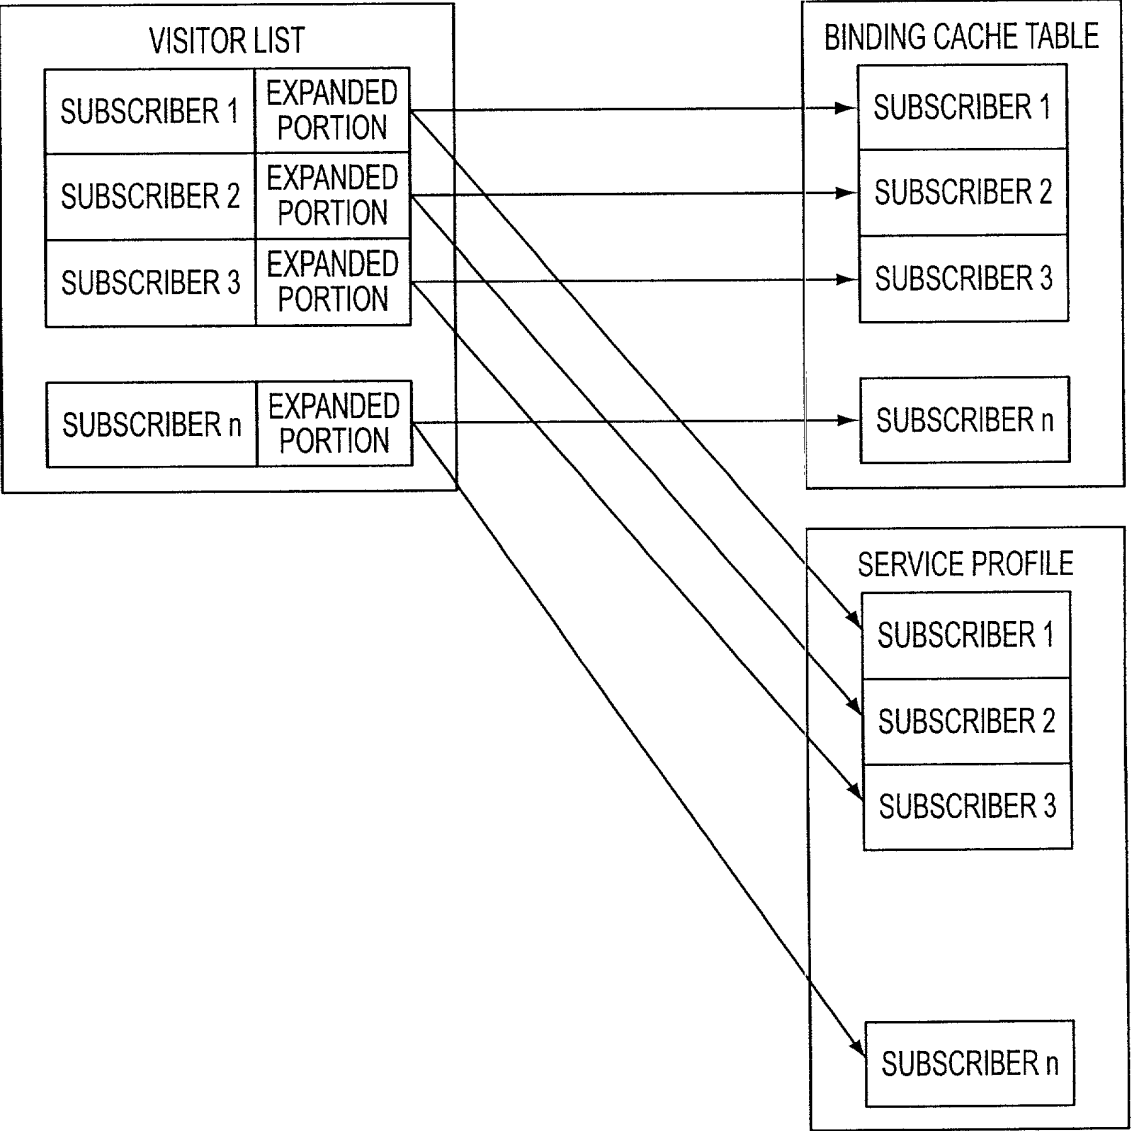 VISITOR LIST
SUBSCRIBER 1
EXPANDED
PORTION
SUBSCRIBER 2
EXPANDED
PORTION
SUBSCRIBER 3
EXPANDED
PORTION
SUBSCRIBER n
EXPANDED
PORTION
BINDING CACHE TABLE
SUBSCRIBER 1
SUBSCRIBER 2
SUBSCRIBER 3
SUBSCRIBER n
SERVICE PROFILE
SUBSCRIBER 1
SUBSCRIBER 2
SUBSCRIBER 3
SUBSCRIBER n